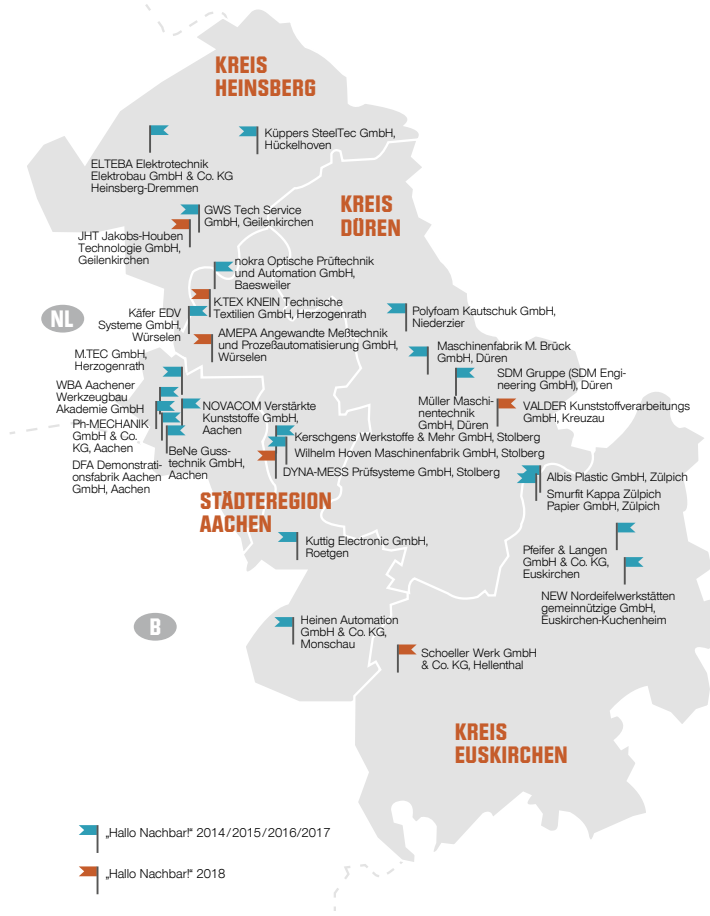 KREIS
HEINSBERG
Küppers SteelTec GmbH,
Hückelhoven
ELTEBA Elektrotechnik
Elektrobau GmbH & Co. KG
Heinsberg-Dremmen
KREIS
DÜREN
GWS Tech Service
GmbH, Geilenkirchen
JHT Jakobs-Houben
Technologie GmbH,
Geilenkirchen
nokra Optische Prüftechnik
und Automation GmbH,
Baesweiler
K.TEX KNEIN Technische
Textilien GmbH, Herzogenrath
NL
Käfer EDV
Systeme GmbH,
Würselen
AMEPA Angewandte Meßtechnik
und Prozeßautomatisierung GmbH,
Würselen
Polyfoam Kautschuk GmbH,
Niederzier
Maschinenfabrik M. Brück
GmbH, Düren
SDM Gruppe (SDM Engi-
neering GmbH), Düren
M.TEC GmbH,
Herzogenrath
WBA Aachener
Werkzeugbau
Akademie GmbH
Ph-MECHANIK
GmbH & Co.
KG, Aachen
DFA Demonstrati-
onsfabrik Aachen
GmbH, Aachen
NOVACOM Verstärkte
Kunststoffe GmbH,
Aachen
BeNe Guss-
technik GmbH,
Aachen
Müller Maschi-
nentechnik
GmbH, Düren
VALDER Kunststoffverarbeitungs
GmbH, Kreuzau
Kerschgens Werkstoffe & Mehr GmbH, Stolberg
Wilhelm Hoven Maschinenfabrik GmbH, Stolberg
DYNA-MESS Prüfsysteme GmbH, Stolberg
Albis Plastic GmbH, Zülpich
Smurfit Kappa Zülpich
Papier GmbH, Zülpich
STÄDTEREGION
AACHEN
Kuttig Electronic GmbH,
Roetgen
Pfeifer & Langen
GmbH & Co. KG,
Euskirchen
NEW Nordeifelwerkstätten
gemeinnützige GmbH,
Euskirchen-Kuchenheim
B
Heinen Automation
GmbH & Co. KG,
Monschau
Schoeller Werk GmbH
& Co. KG, Hellenthal
KREIS
EUSKIRCHEN
„Hallo Nachbar!“ 2014/2015/2016/2017
„Hallo Nachbar!“ 2018